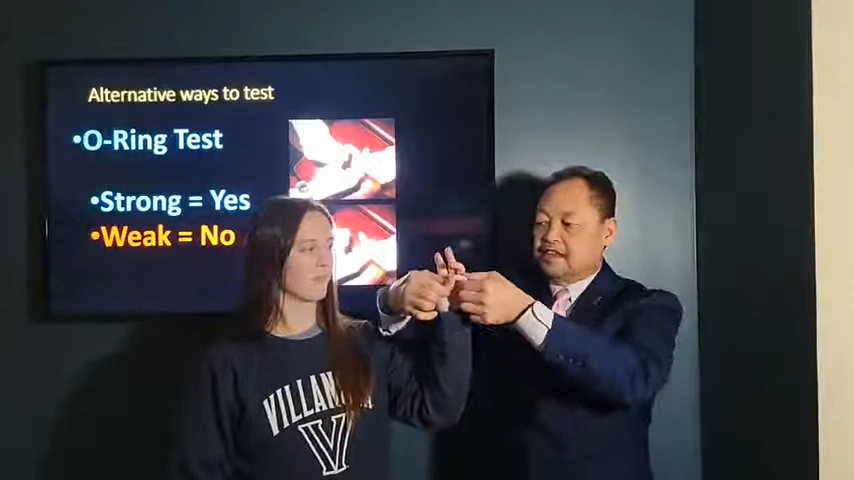 Alternative ways to test
•O-Ring Test
•Strong = Yes
•Weak = No
VILLANOVA
V